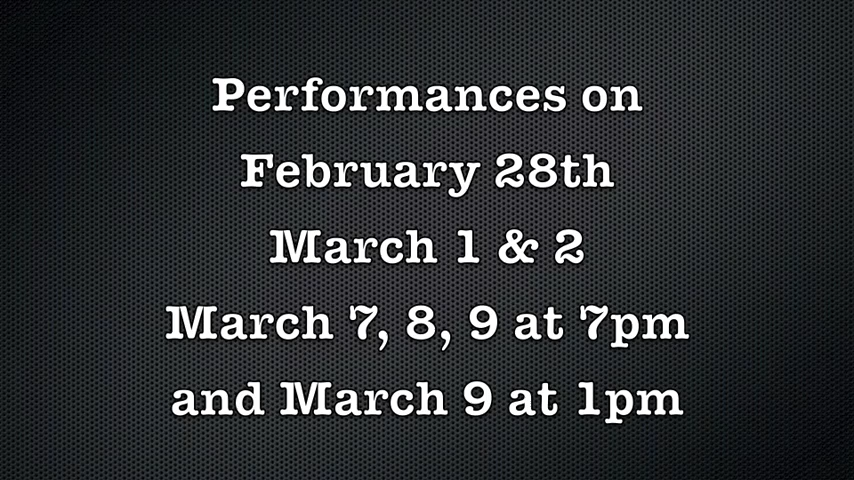 Performances on
February 28th
March 1 & 2
March 7, 8, 9 at 7pm
and March 9 at 1pm